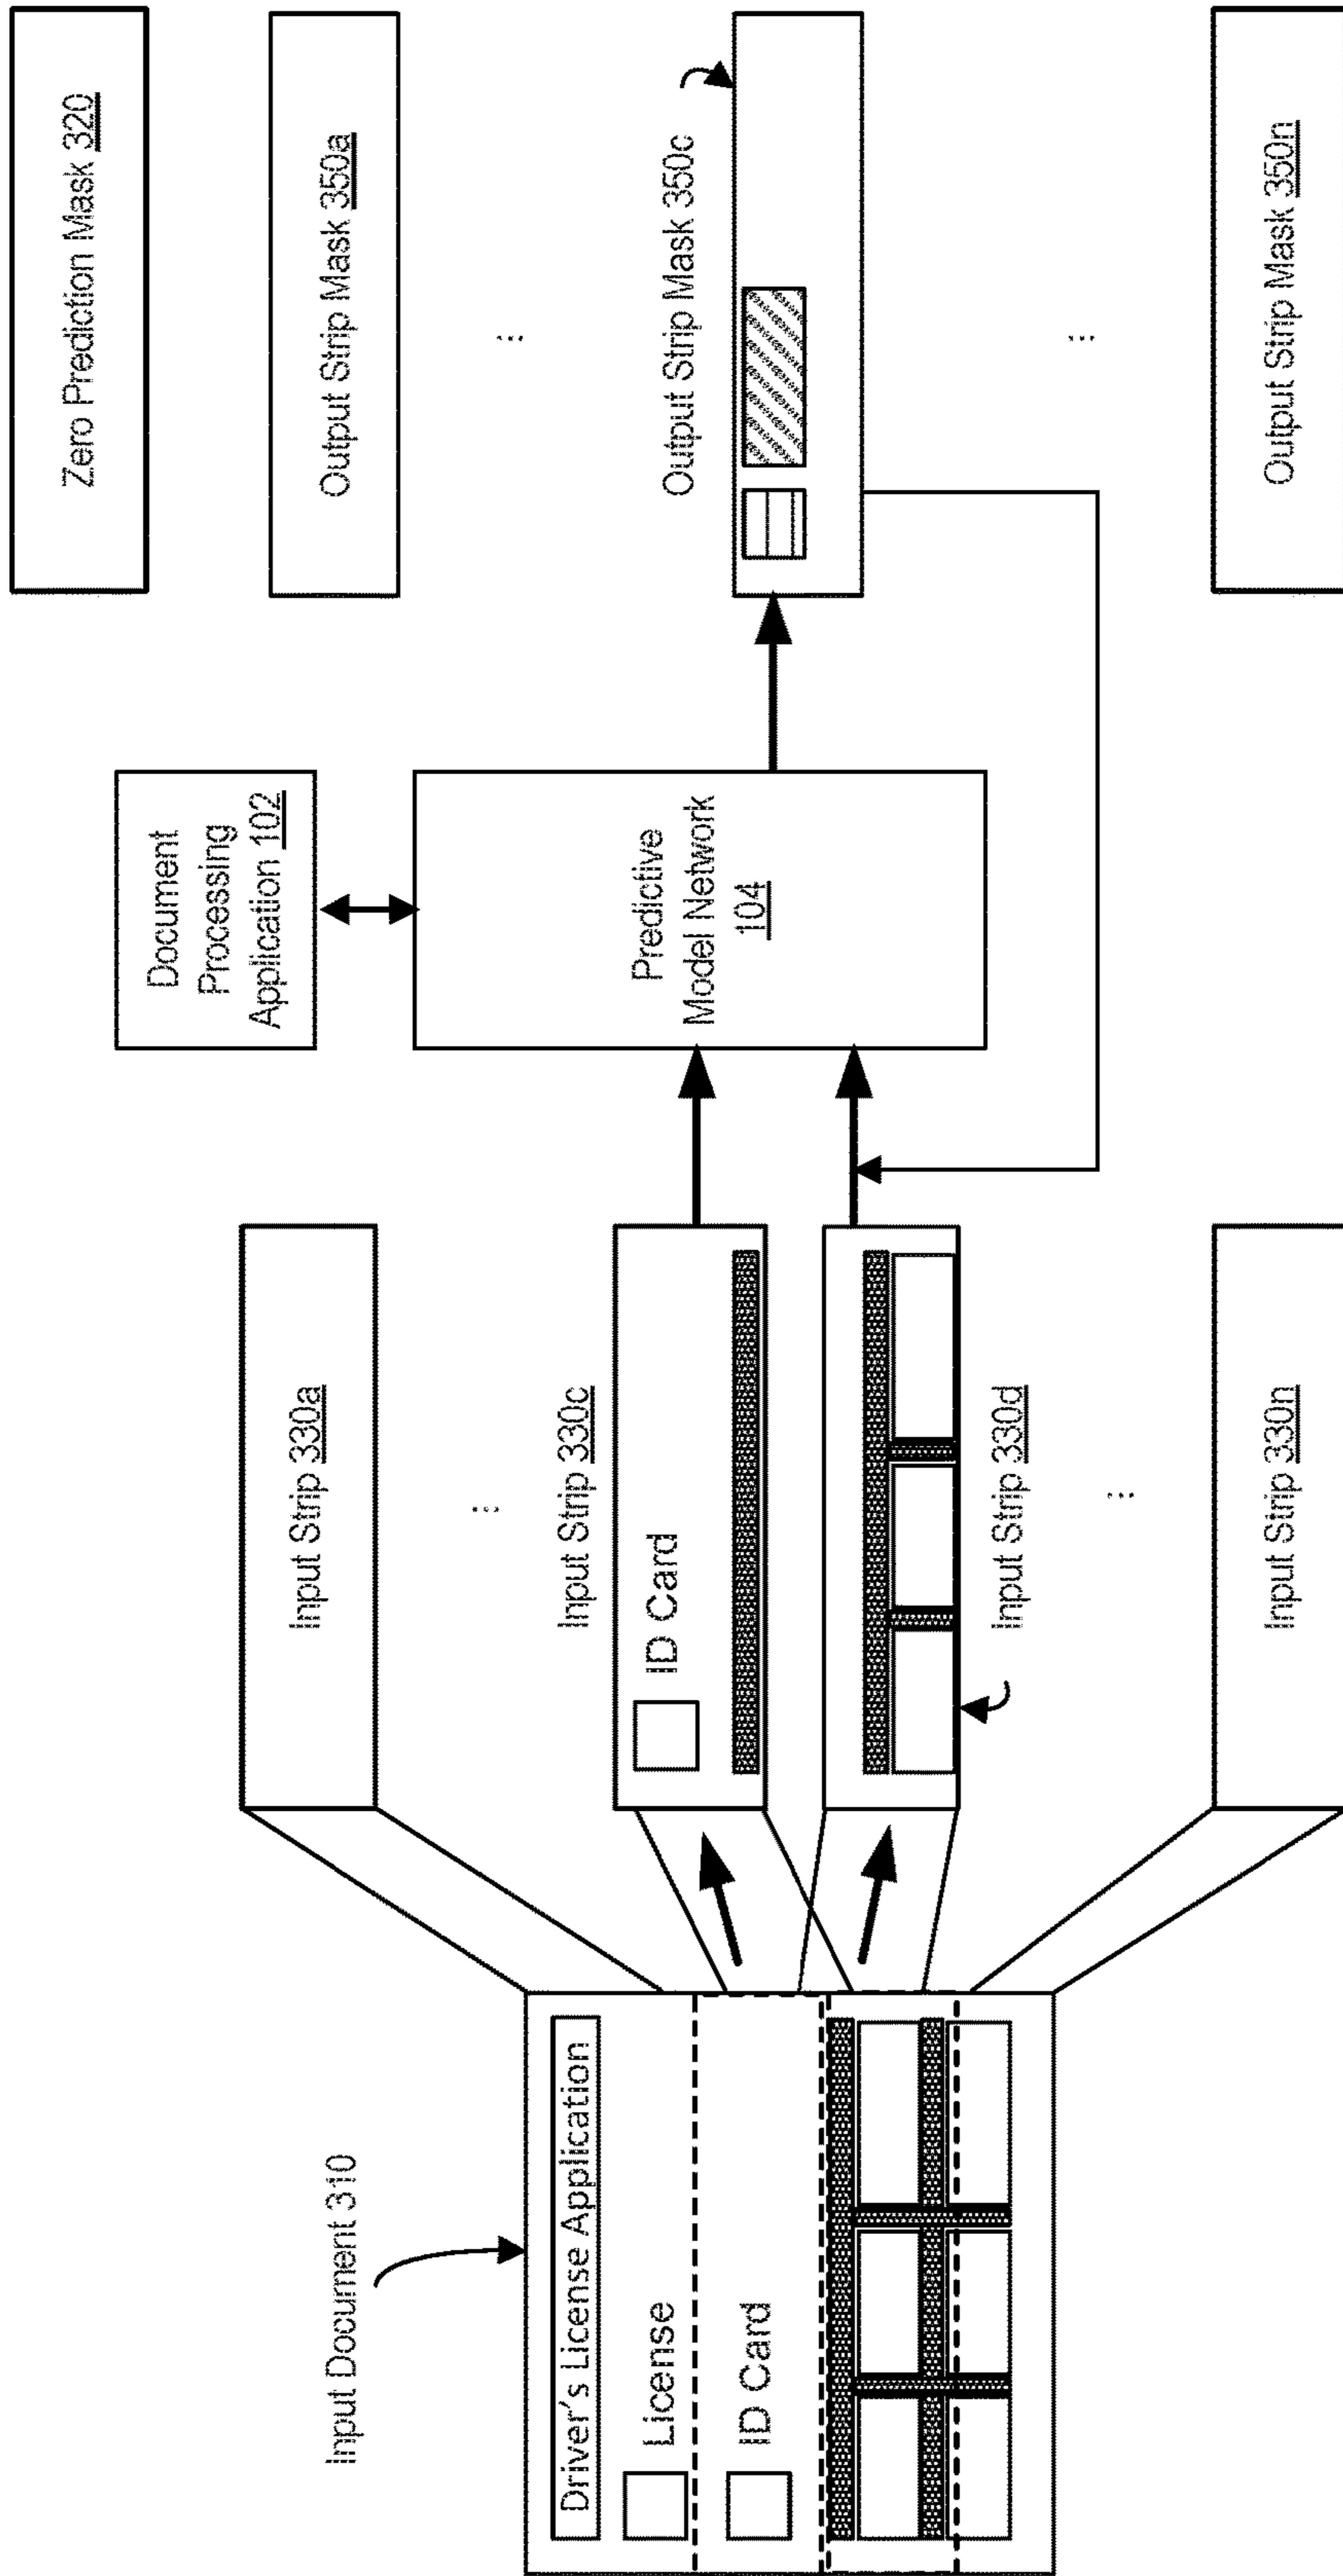 Input Document 310
Driver's License Application
License
ID Card
Input Strip 330a
...
Input Strip 330c
ID Card
Input Strip 330d
...
Input Strip 330n
Document
Processing
Application 102
Predictive
Model Network
104
Zero Prediction Mask 320
Output Strip Mask 350a
...
Output Strip Mask 350c
...
Output Strip Mask 350n